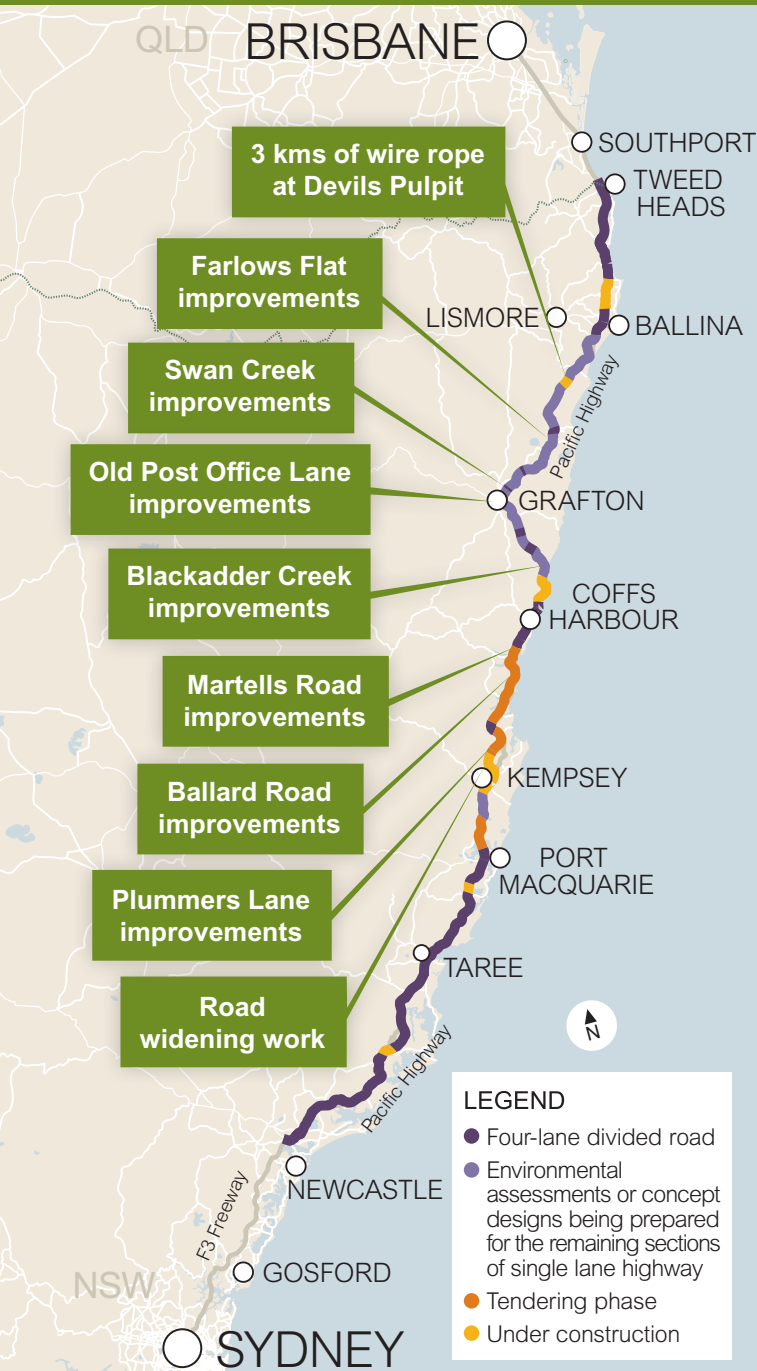 QLD
BRISBANE
SOUTHPORT
TWEED
HEADS
3 kms of wire rope
at Devils Pulpit
Farlows Flat
improvements
LISMORE
BALLINA
Swan Creek
improvements
Pacific Highway
Old Post Office Lane
improvements
GRAFTON
Blackadder Creek
improvements
COFFS
HARBOUR
Martells Road
improvements
Ballard Road
improvements
KEMPSEY
PORT
MACQUARIE
Plummers Lane
improvements
TAREE
Road
widening work
N
Pacific Highway
NEWCASTLE
F3 Freeway
GOSFORD
NSW
SYDNEY
LEGEND
Four-lane divided road
Environmental
assessments or concept
designs being prepared
for the remaining sections
of single lane highway
Tendering phase
Under construction